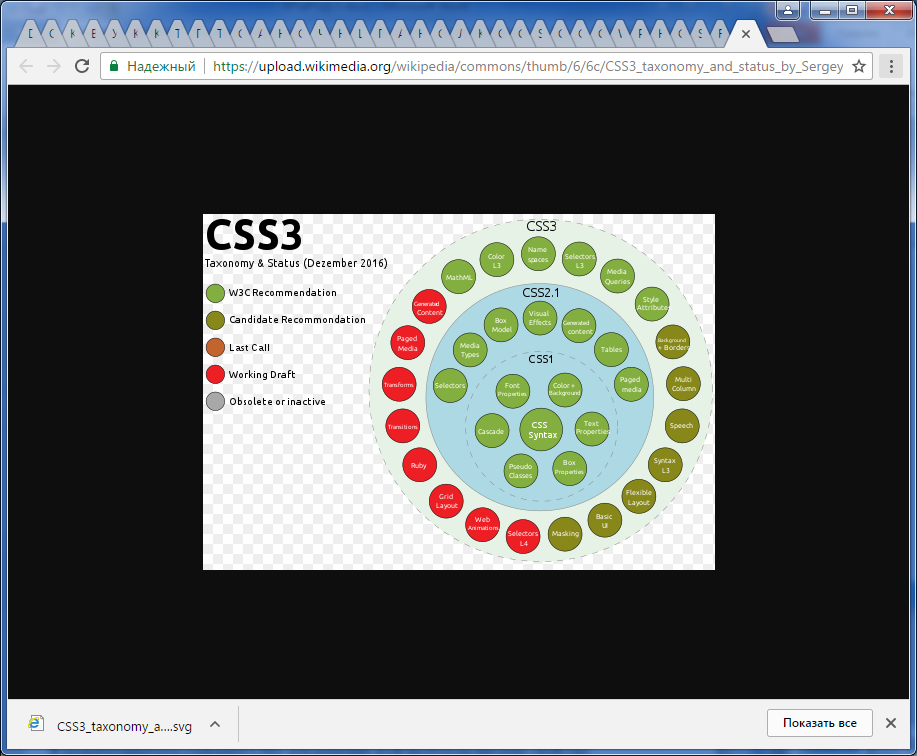 Надежный
https://upload.wikimedia.org/wikipedia/commons/thumb/6/6c/CSS3_taxonomy_and_status_by_Sergey
CSS3
Taxonomy & Status (Dezember 2016)
W3C Recommendation
Candidate Recommondation
Last Call
Working Draft
Obsolete or inactive
CSS3
Name
spaces
Selectors
L3
Media
Queries
Style
Attributes
Background
+ Borders
Multi
Column
Speech
Syntax
L3
Flexible
Layout
Basic
UI
Masking
Selectors
L4
Web
Animations
Grid
Layout
Ruby
Transitions
Transforms
Paged
Media
Generated
Content
MathML
Color
L3
CSS2.1
Visual
Effects
Generated
content
Tables
Paged
media
Selectors
Media
Types
Box
Model
CSS1
Font
Properties
Color +
Background
Text
Properties
Box
Properties
Pseudo
Classes
Cascade
CSS
Syntax
CSS3_taxonomy_a....svg
Показать все